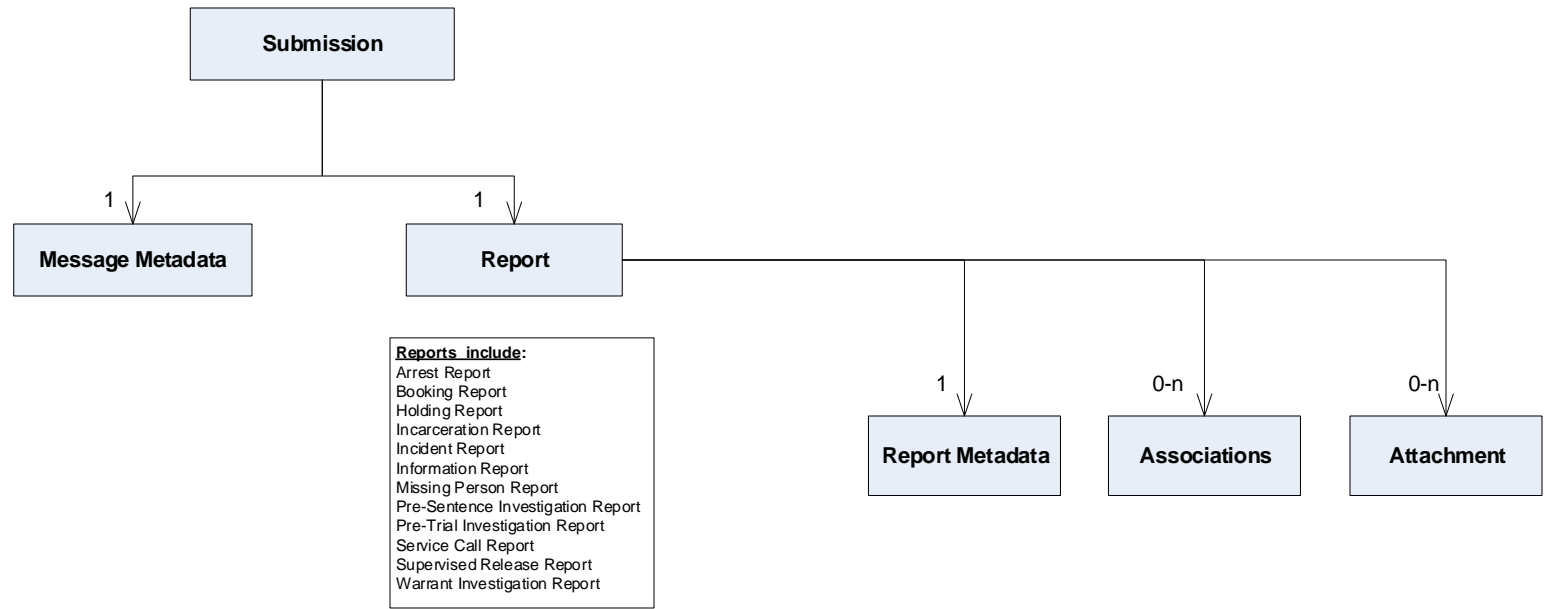 Submission
1
1
Message Metadata
Report
Reports include:
Arrest Report
Booking Report
Holding Report
Incarceration Report
Incident Report
Information Report
Missing Person Report
Pre-Sentence Investigation Report
Pre-Trial Investigation Report
Service Call Report
Supervised Release Report
Warrant Investigation Report
1
0-n
0-n
Report Metadata
Associations
Attachment